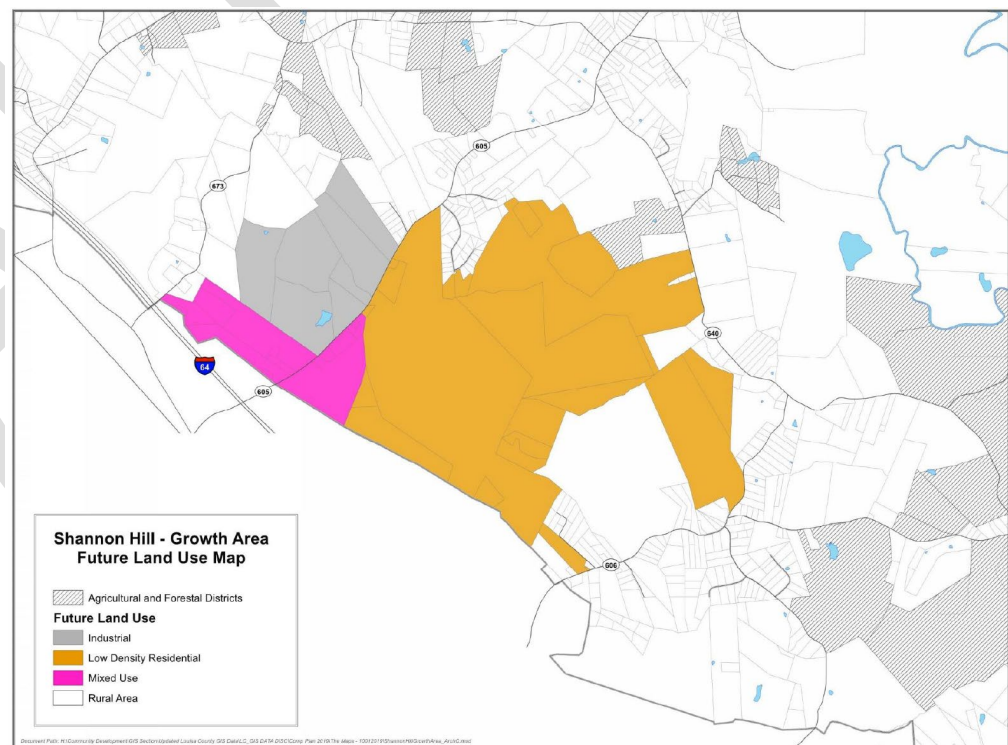 605
673
640
64
605
606
Shannon Hill - Growth Area
Future Land Use Map
Agricultural and Forestal Districts
Future Land Use
Industrial
Low Density Residential
Mixed Use
Rural Area